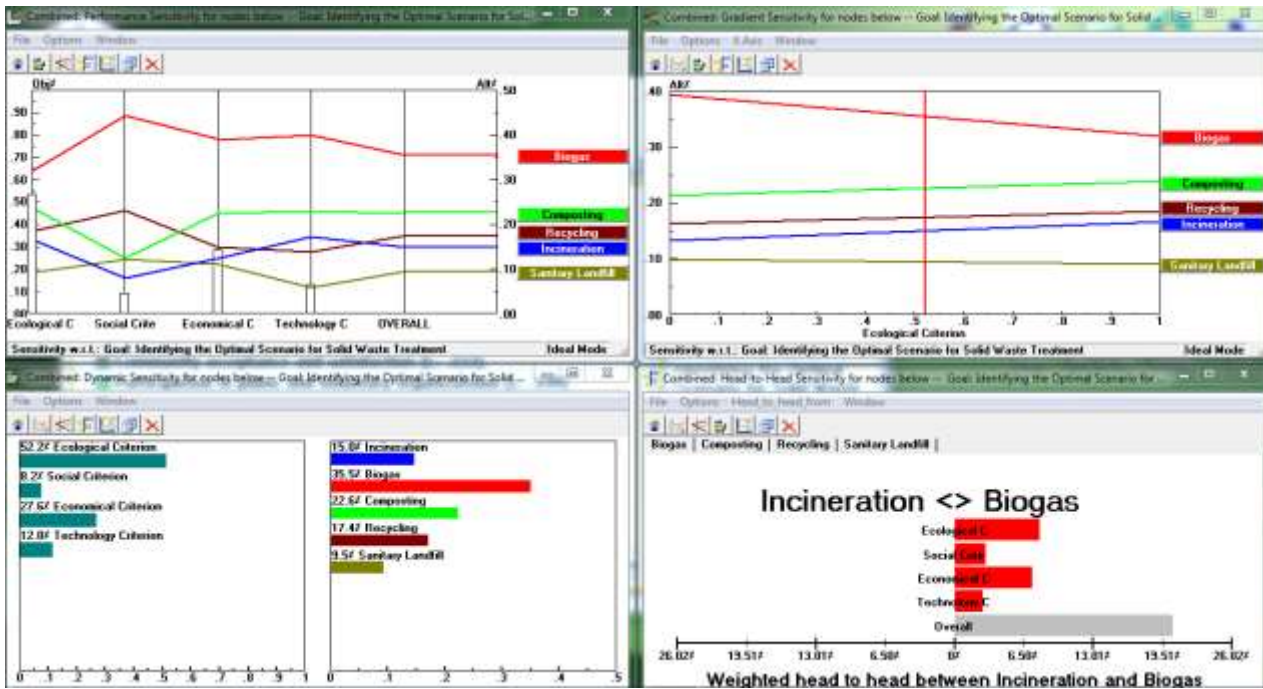 Combined: Performance Sensitivity for nodes below -- Goal: Identifying the Optimal Scenario for Sol...
File Options Window
Obj% Alt%
.90
.80
.70
.60
.50
.40
.30
.20
.10
.00
.50
.40
.30
.20
.10
.00
Biogas
Composting
Recycling
Incineration
Sanitary Landfill
Ecological C Social Crite Economical C Technology C OVERALL
Sensitivity w.r.t.: Goal: Identifying the Optimal Scenario for Solid Waste Treatment Ideal Mode
Combined: Gradient Sensitivity for nodes below -- Goal: Identifying the Optimal Scenario for Solid ...
File Options X Axis Window
Alt%
.40
.30
.20
.10
.00
Biogas
Composting
Recycling
Incineration
Sanitary Landfill
0 .1 .2 .3 .4 .5 .6 .7 .8 .9 1
Ecological Criterion
Sensitivity w.r.t.: Goal: Identifying the Optimal Scenario for Solid Waste Treatment Ideal Mode
Combined: Dynamic Sensitivity for nodes below -- Goal: Identifying the Optimal Scenario for Solid ...
File Options Window
52.2% Ecological Criterion
8.2% Social Criterion
27.6% Economical Criterion
12.0% Technology Criterion
0 .1 .2 .3 .4 .5 .6 .7 .8 .9 1
15.0% Incineration
35.5% Biogas
22.6% Composting
17.4% Recycling
9.5% Sanitary Landfill
0 .1 .2 .3 .4 .5
Combined: Head-to-Head Sensitivity for nodes below -- Goal: Identifying the Optimal Scenario for ...
File Options Head_to_head_from: Window
Biogas | Composting | Recycling | Sanitary Landfill |
Incineration <> Biogas
Ecological C
Social Crite
Economical C
Technology C
Overall
26.02% 19.51% 13.01% 6.50% 0% 6.50% 13.01% 19.51% 26.02%
Weighted head to head between Incineration and Biogas